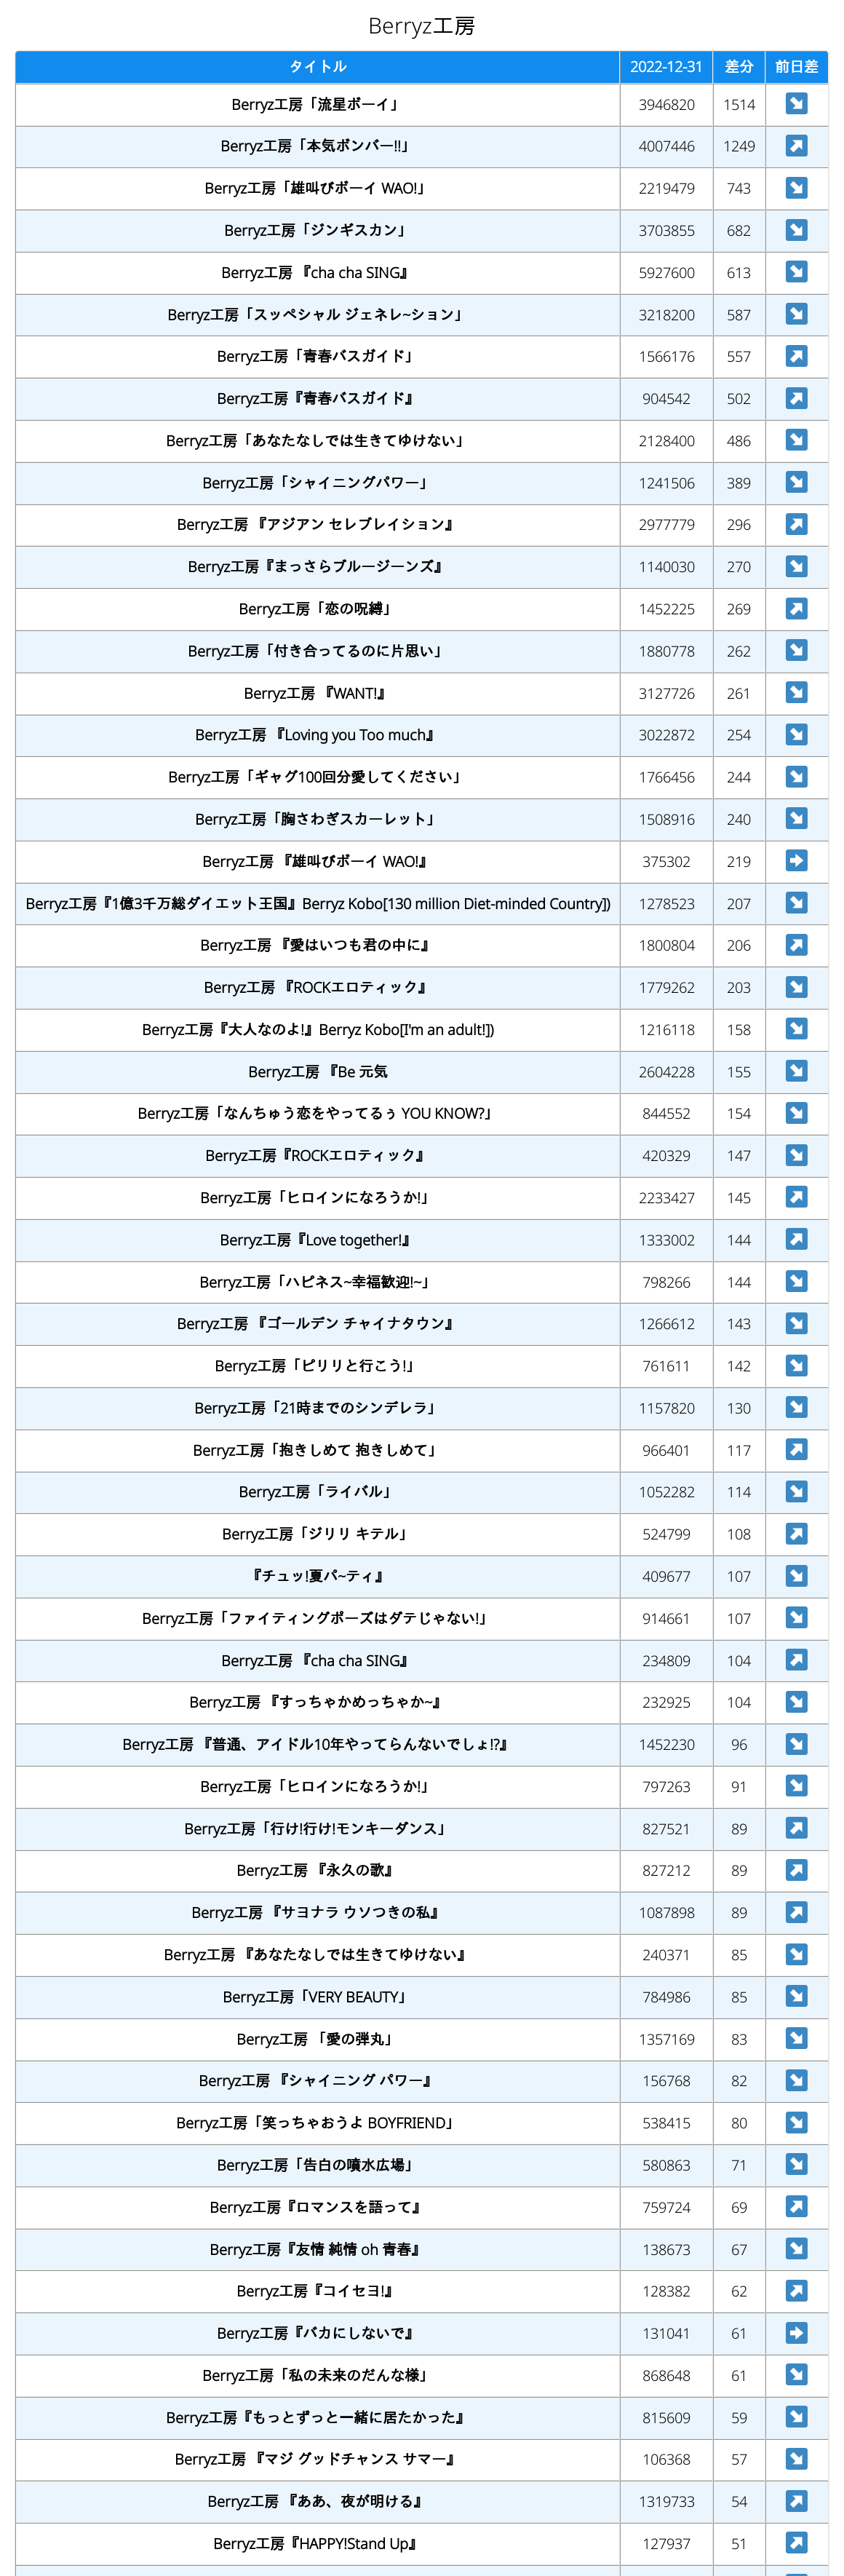 Berryz工房
タイトル 2022-12-31 差分 前日差
Berryz工房「流星ボーイ」 3946820 1514 ↘
Berryz工房「本気ボンバー!!」 4007446 1249 ↗
Berryz工房「雄叫びボーイ WAO!」 2219479 743 ↘
Berryz工房「ジンギスカン」 3703855 682 ↘
Berryz工房 『cha cha SING』 5927600 613 ↘
Berryz工房「スッペシャル ジェネレ~ション」 3218200 587 ↘
Berryz工房「青春バスガイド」 1566176 557 ↗
Berryz工房『青春バスガイド』 904542 502 ↗
Berryz工房「あなたなしでは生きてゆけない」 2128400 486 ↘
Berryz工房「シャイニングパワー」 1241506 389 ↘
Berryz工房 『アジアン セレブレイション』 2977779 296 ↗
Berryz工房『まっさらブルージーンズ』 1140030 270 ↘
Berryz工房「恋の呪縛」 1452225 269 ↗
Berryz工房「付き合ってるのに片思い」 1880778 262 ↘
Berryz工房 『WANT!』 3127726 261 ↘
Berryz工房 『Loving you Too much』 3022872 254 ↘
Berryz工房「ギャグ100回分愛してください」 1766456 244 ↘
Berryz工房「胸さわぎスカーレット」 1508916 240 ↘
Berryz工房 『雄叫びボーイ WAO!』 375302 219 ➡
Berryz工房『1億3千万総ダイエット王国』Berryz Kobo[130 million Diet-minded Country]) 1278523 207 ↘
Berryz工房 『愛はいつも君の中に』 1800804 206 ↗
Berryz工房 『ROCKエロティック』 1779262 203 ↘
Berryz工房『大人なのよ!』Berryz Kobo[I'm an adult!]) 1216118 158 ↘
Berryz工房 『Be 元気 2604228 155 ↘
Berryz工房「なんちゅう恋をやってるぅ YOU KNOW?」 844552 154 ↘
Berryz工房『ROCKエロティック』 420329 147 ↘
Berryz工房「ヒロインになろうか!」 2233427 145 ↗
Berryz工房『Love together!』 1333002 144 ↗
Berryz工房「ハピネス~幸福歓迎!~」 798266 144 ↘
Berryz工房 『ゴールデン チャイナタウン』 1266612 143 ↘
Berryz工房「ピリリと行こう!」 761611 142 ↘
Berryz工房「21時までのシンデレラ」 1157820 130 ↘
Berryz工房「抱きしめて 抱きしめて」 966401 117 ↗
Berryz工房「ライバル」 1052282 114 ↘
Berryz工房「ジリリ キテル」 524799 108 ↗
『チュッ!夏パ~ティ』 409677 107 ↘
Berryz工房「ファイティングポーズはダテじゃない!」 914661 107 ↘
Berryz工房 『cha cha SING』 234809 104 ↗
Berryz工房 『すっちゃかめっちゃか~』 232925 104 ↘
Berryz工房 『普通、アイドル10年やってらんないでしょ!?』 1452230 96 ↘
Berryz工房「ヒロインになろうか!」 797263 91 ↘
Berryz工房「行け!行け!モンキーダンス」 827521 89 ↗
Berryz工房 『永久の歌』 827212 89 ↗
Berryz工房 『サヨナラ ウソつきの私』 1087898 89 ↗
Berryz工房 『あなたなしでは生きてゆけない』 240371 85 ↘
Berryz工房「VERY BEAUTY」 784986 85 ↘
Berryz工房 「愛の弾丸」 1357169 83 ↘
Berryz工房 『シャイニング パワー』 156768 82 ↘
Berryz工房「笑っちゃおうよ BOYFRIEND」 538415 80 ↘
Berryz工房「告白の噴水広場」 580863 71 ↘
Berryz工房『ロマンスを語って』 759724 69 ↗
Berryz工房『友情 純情 oh 青春』 138673 67 ↘
Berryz工房『コイセヨ!』 128382 62 ↗
Berryz工房『バカにしないで』 131041 61 ➡
Berryz工房「私の未来のだんな様」 868648 61 ↘
Berryz工房『もっとずっと一緒に居たかった』 815609 59 ↘
Berryz工房 『マジ グッドチャンス サマー』 106368 57 ↘
Berryz工房 『ああ、夜が明ける』 1319733 54 ↗
Berryz工房『HAPPY!Stand Up』 127937 51 ↗